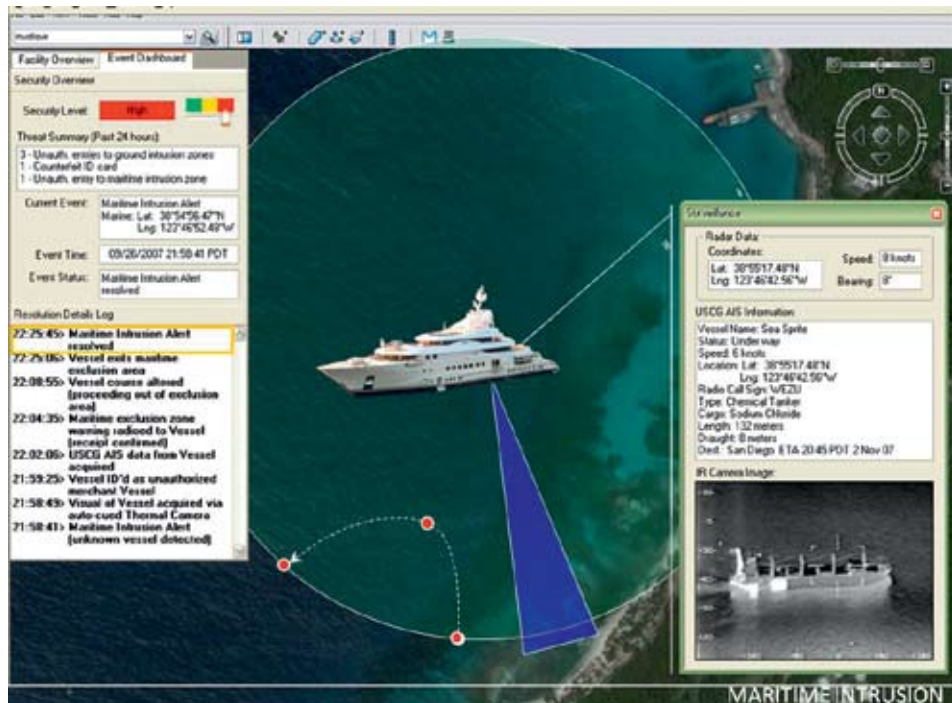 Facility Overview
Event Dashboard
Security Overview
Security Level:
High
Threat Summary (Past 24 hours):
3 - Unauth. entries to ground intrusion zones
1 - Counterfeit ID
card
1 - Unauth. entry to maritime intrusion zone
Current Event:
Maritime Intrusion Alert
Marine: Lat: 38°54'56.47"N
Lng: 123°46'52.49"W
Event Time:
09/26/2007 21:58:41 PDT
Event Status:
Maritime Intrusion Alert
resolved
Resolution Details Log
22:25:45> Maritime Intrusion Alert
resolved
22:25:06> Vessel exits maritime
exclusion area
22:08:55> Vessel course altered
(proceeding out of exclusion
area)
22:04:35> Maritime exclusion zone
warning radioed to Vessel
(receipt confirmed)
22:02:06> USCG AIS data from Vessel
acquired
21:59:25> Vessel ID'd as unauthorized
merchant Vessel
21:58:49> Visual of Vessel acquired via
auto-cued Thermal Camera
21:58:41> Maritime Intrusion Alert
(unknown vessel detected)
N
Surveillance
Radar Data:
Coordinates:
Lat: 38°55'17.48"N
Lng: 123°46'42.56"W
Speed: 8 knots
Bearing: 8°
USCG AIS Information:
Vessel Name: Sea Sprite
Status: Underway
Speed: 6 knots
Location: Lat: 38°55'17.48"N
Lng: 123°46'42.56"W
Radio Call Sign: WEZU
Type: Chemical Tanker
Cargo: Sodium Chloride
Length: 132 meters
Draught: 8 meters
Dest.: San Diego ETA 20:45 PDT 2 Nov 07
IR Camera Image:
MARITIME INTRUSION